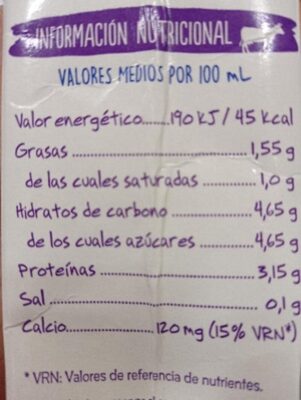 INFORMACIÓN NUTRICIONAL
VALORES MEDIOS POR 100 mL
Valor energético........190 kJ / 45 kcal
Grasas ........................................ 1,55 g
de las cuales saturadas ............... 1,0 g
Hidratos de carbono ................... 4,65 g
de los cuales azúcares .............. 4,65 g
Proteínas ................................... 3,15 g
Sal ............................................. 0,1 g
Calcio.................... 120 mg (15% VRN*)
* VRN: Valores de referencia de nutrientes.